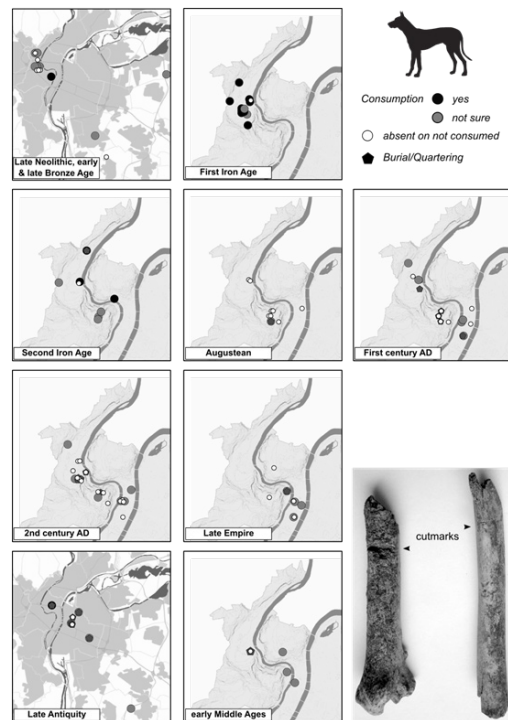 Consumption
yes
not sure
absent on not consumed
Burial/Quartering
Late Neolithic, early
& late Bronze Age
First Iron Age
Second Iron Age
Augustean
First century AD
2nd century AD
Late Empire
cutmarks
Late Antiquity
early Middle Ages